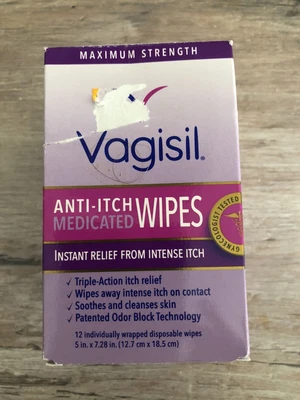 MAXIMUM STRENGTH
Vagisil®
ANTI-ITCH
MEDICATED WIPES
GYNECOLOGIST TESTED
INSTANT RELIEF FROM INTENSE ITCH
✓ Triple-Action itch relief
✓ Wipes away intense itch on contact
✓ Soothes and cleanses skin
✓ Patented Odor Block Technology
12 individually wrapped disposable wipes
5 in. x 7.28 in. (12.7 cm x 18.5 cm)